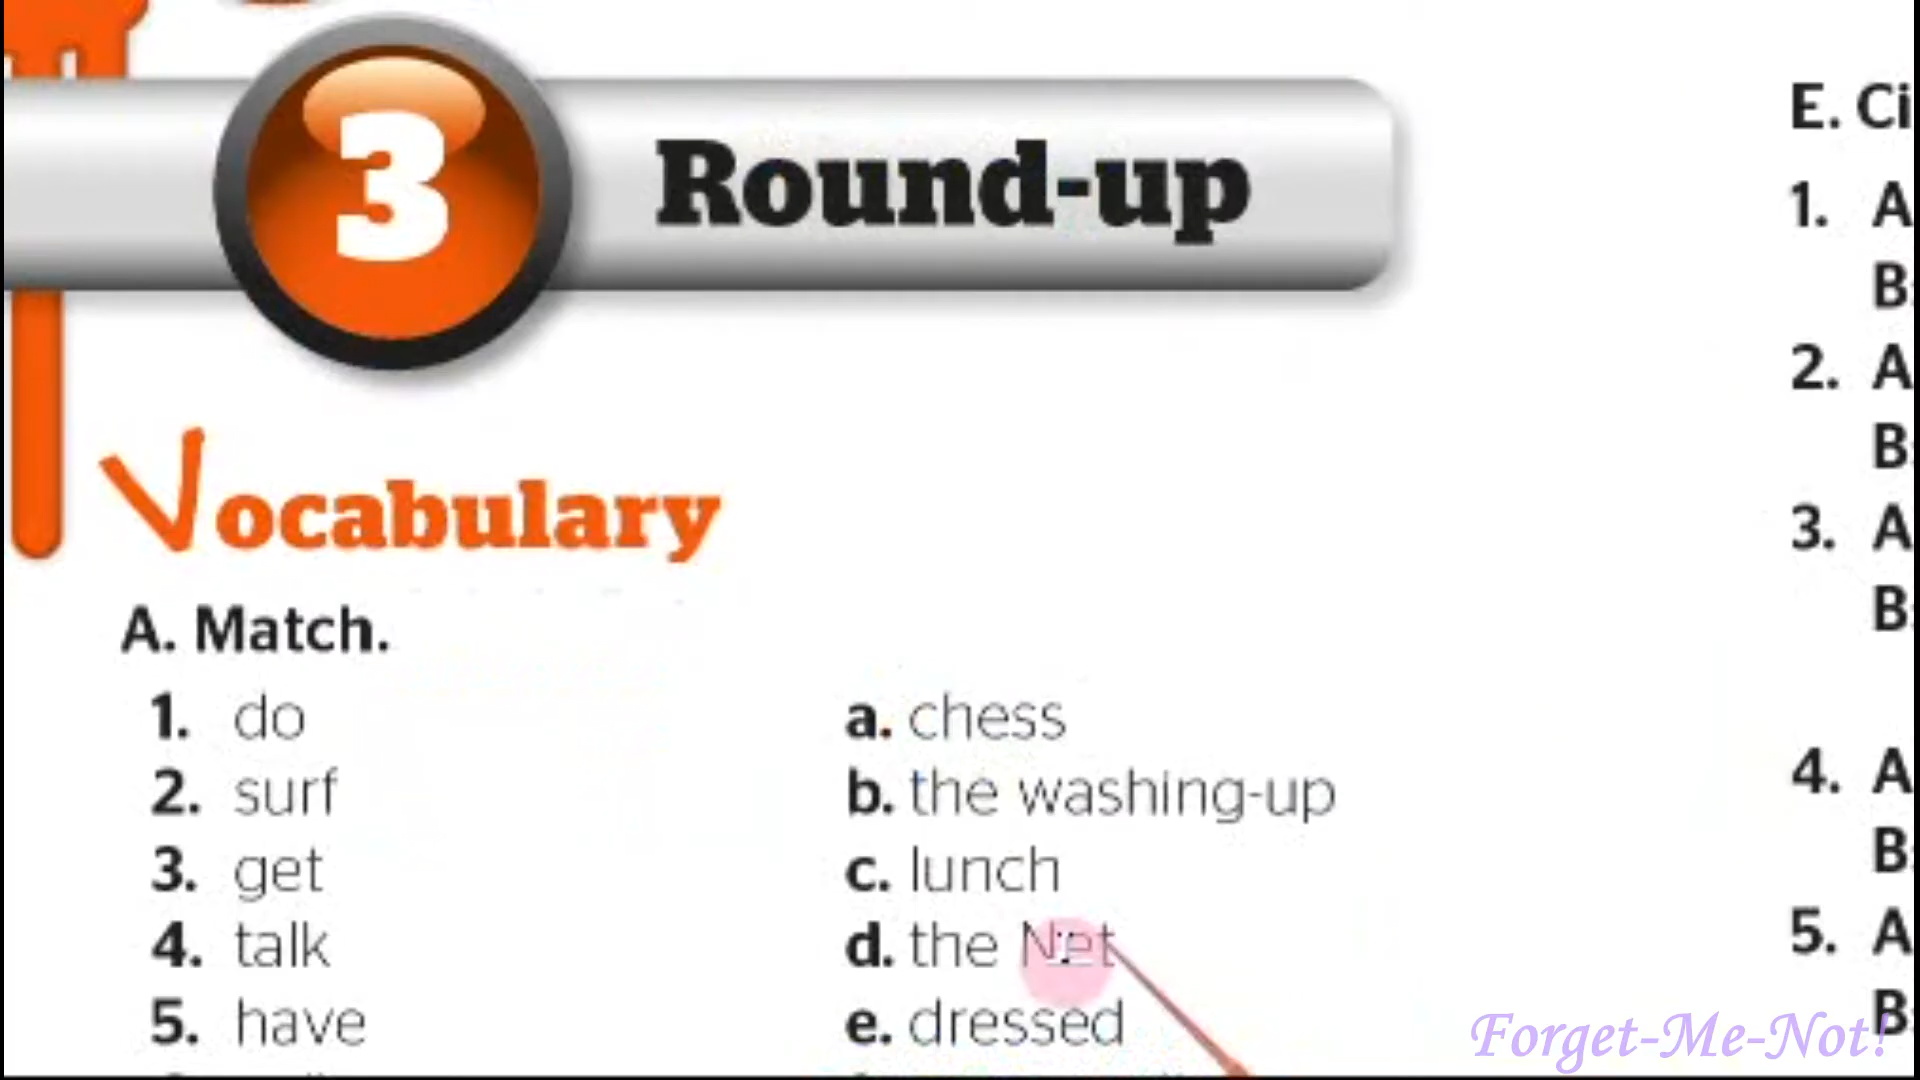 3 Round-up
Vocabulary
A. Match.
1. do
2. surf
3. get
4. talk
5. have
a. chess
b. the washing-up
c. lunch
d. the Net
e. dressed
E. Ci
1. A
B:
2. A
B:
3. A
B:
4. A
B:
5. A
B:
Forget-Me-Not!